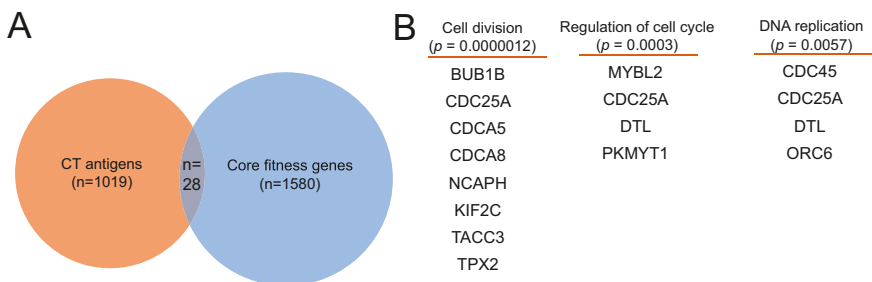 A
CT antigens
(n=1019)
n=
28
Core fitness genes
(n=1580)
B
Cell division
(p = 0.0000012)
BUB1B
CDC25A
CDCA5
CDCA8
NCAPH
KIF2C
TACC3
TPX2
Regulation of cell cycle
(p = 0.0003)
MYBL2
CDC25A
DTL
PKMYT1
DNA replication
(p = 0.0057)
CDC45
CDC25A
DTL
ORC6